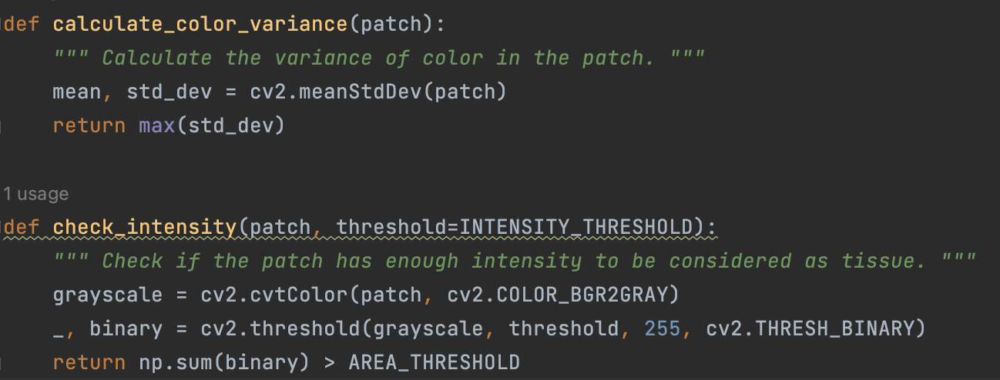 def calculate_color_variance(patch):
    """ Calculate the variance of color in the patch. """
    mean, std_dev = cv2.meanStdDev(patch)
    return max(std_dev)
1 usage
def check_intensity(patch, threshold=INTENSITY_THRESHOLD):
    """ Check if the patch has enough intensity to be considered as tissue. """
    grayscale = cv2.cvtColor(patch, cv2.COLOR_BGR2GRAY)
    _, binary = cv2.threshold(grayscale, threshold, 255, cv2.THRESH_BINARY)
    return np.sum(binary) > AREA_THRESHOLD